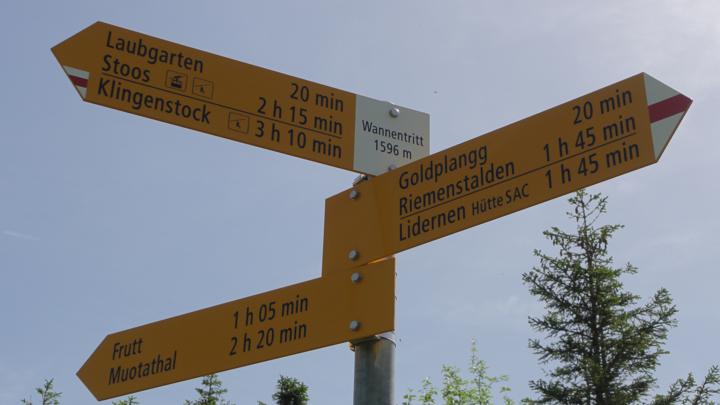 Laubgarten 20 min
Stoos 2 h 15 min
Klingenstock 3 h 10 min
Wannentritt
1596 m
Goldplangg 20 min
Riemenstalden 1 h 45 min
Lidernen Hütte SAC 1 h 45 min
Frutt 1 h 05 min
Muotathal 2 h 20 min